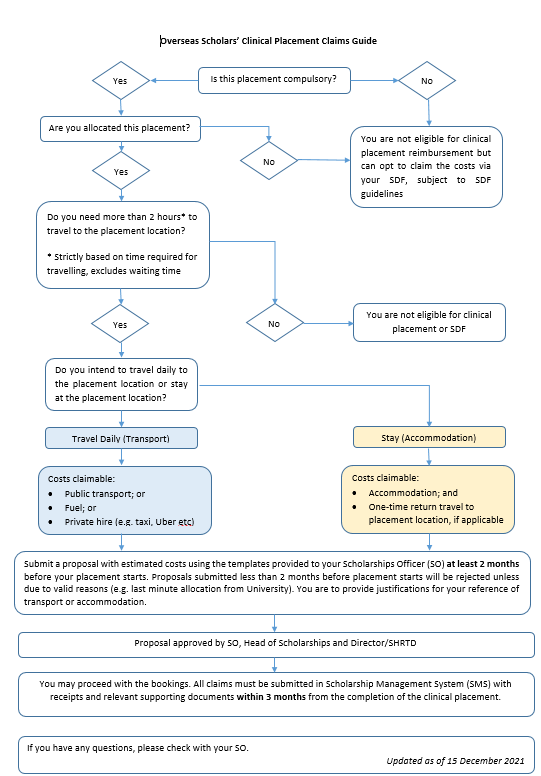 Overseas Scholars' Clinical Placement Claims Guide
Yes
Is this placement compulsory?
No
Are you allocated this placement?
No
You are not eligible for clinical
placement reimbursement but
can opt to claim the costs via
your SDF, subject to SDF
guidelines
Yes
Do you need more than 2 hours* to
travel to the placement location?
* Strictly based on time required for
travelling, excludes waiting time
Yes
No
You are not eligible for clinical
placement or SDF
Do you intend to travel daily to
the placement location or stay
at the placement location?
Travel Daily (Transport)
Stay (Accommodation)
Costs claimable:
• Public transport; or
• Fuel; or
• Private hire (e.g. taxi, Uber etc)
Costs claimable:
• Accommodation; and
• One-time return travel to
placement location, if applicable
Submit a proposal with estimated costs using the templates provided to your Scholarships Officer (SO) at least 2 months
before your placement starts. Proposals submitted less than 2 months before placement starts will be rejected unless
due to valid reasons (e.g. last minute allocation from University). You are to provide justifications for your reference of
transport or accommodation.
Proposal approved by SO, Head of Scholarships and Director/SHRTD
You may proceed with the bookings. All claims must be submitted in Scholarship Management System (SMS) with
receipts and relevant supporting documents within 3 months from the completion of the clinical placement.
If you have any questions, please check with your SO.
Updated as of 15 December 2021